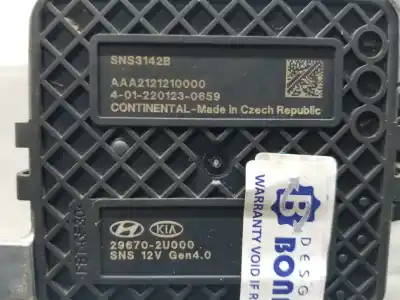 SNS3142B
AAA2121210000
4-01-220123-0659
CONTINENTAL-Made in Czech Republic
KIA
29670-2U000
SNS 12V Gen4.0
WARRANTY VOID IF
DESG